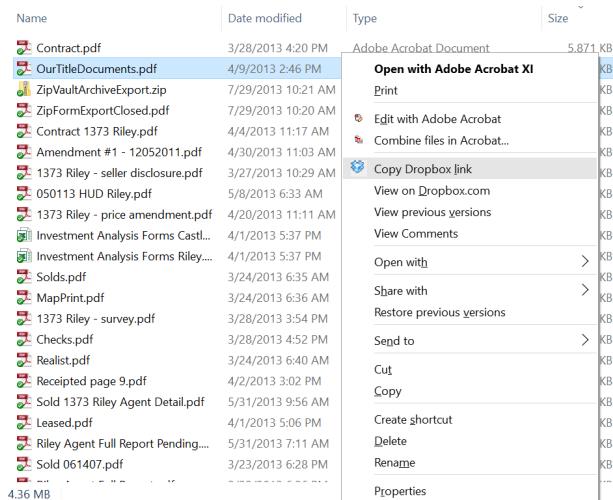 Name Date modified Type Size
Contract.pdf 3/28/2013 4:20 PM Adobe Acrobat Document 5,871 KB
OurTitleDocuments.pdf 4/9/2013 2:46 PM KB
ZipVaultArchiveExport.zip 7/29/2013 10:21 AM KB
ZipFormExportClosed.pdf 7/29/2013 10:20 AM KB
Contract 1373 Riley.pdf 4/4/2013 11:17 AM KB
Amendment #1 - 12052011.pdf 4/30/2013 11:03 AM KB
1373 Riley - seller disclosure.pdf 3/27/2013 10:29 AM KB
050113 HUD Riley.pdf 5/8/2013 6:33 AM KB
1373 Riley - price amendment.pdf 4/20/2013 11:11 AM KB
Investment Analysis Forms Castl... 4/1/2013 5:37 PM KB
Investment Analysis Forms Riley.... 4/1/2013 5:37 PM KB
Solds.pdf 3/24/2013 6:35 AM KB
MapPrint.pdf 3/24/2013 6:36 AM KB
1373 Riley - survey.pdf 3/28/2013 3:54 PM KB
Checks.pdf 3/28/2013 4:52 PM KB
Realist.pdf 3/24/2013 6:40 AM KB
Receipted page 9.pdf 4/2/2013 3:02 PM KB
Sold 1373 Riley Agent Detail.pdf 5/31/2013 9:56 AM KB
Leased.pdf 4/1/2013 5:06 PM KB
Riley Agent Full Report Pending.... 5/31/2013 7:11 AM KB
Sold 061407.pdf 3/23/2013 6:28 PM KB
4.36 MB
Open with Adobe Acrobat XI
Print
Edit with Adobe Acrobat
Combine files in Acrobat...
Copy Dropbox link
View on Dropbox.com
View previous versions
View Comments
Open with
Share with
Restore previous versions
Send to
Cut
Copy
Create shortcut
Delete
Rename
Properties